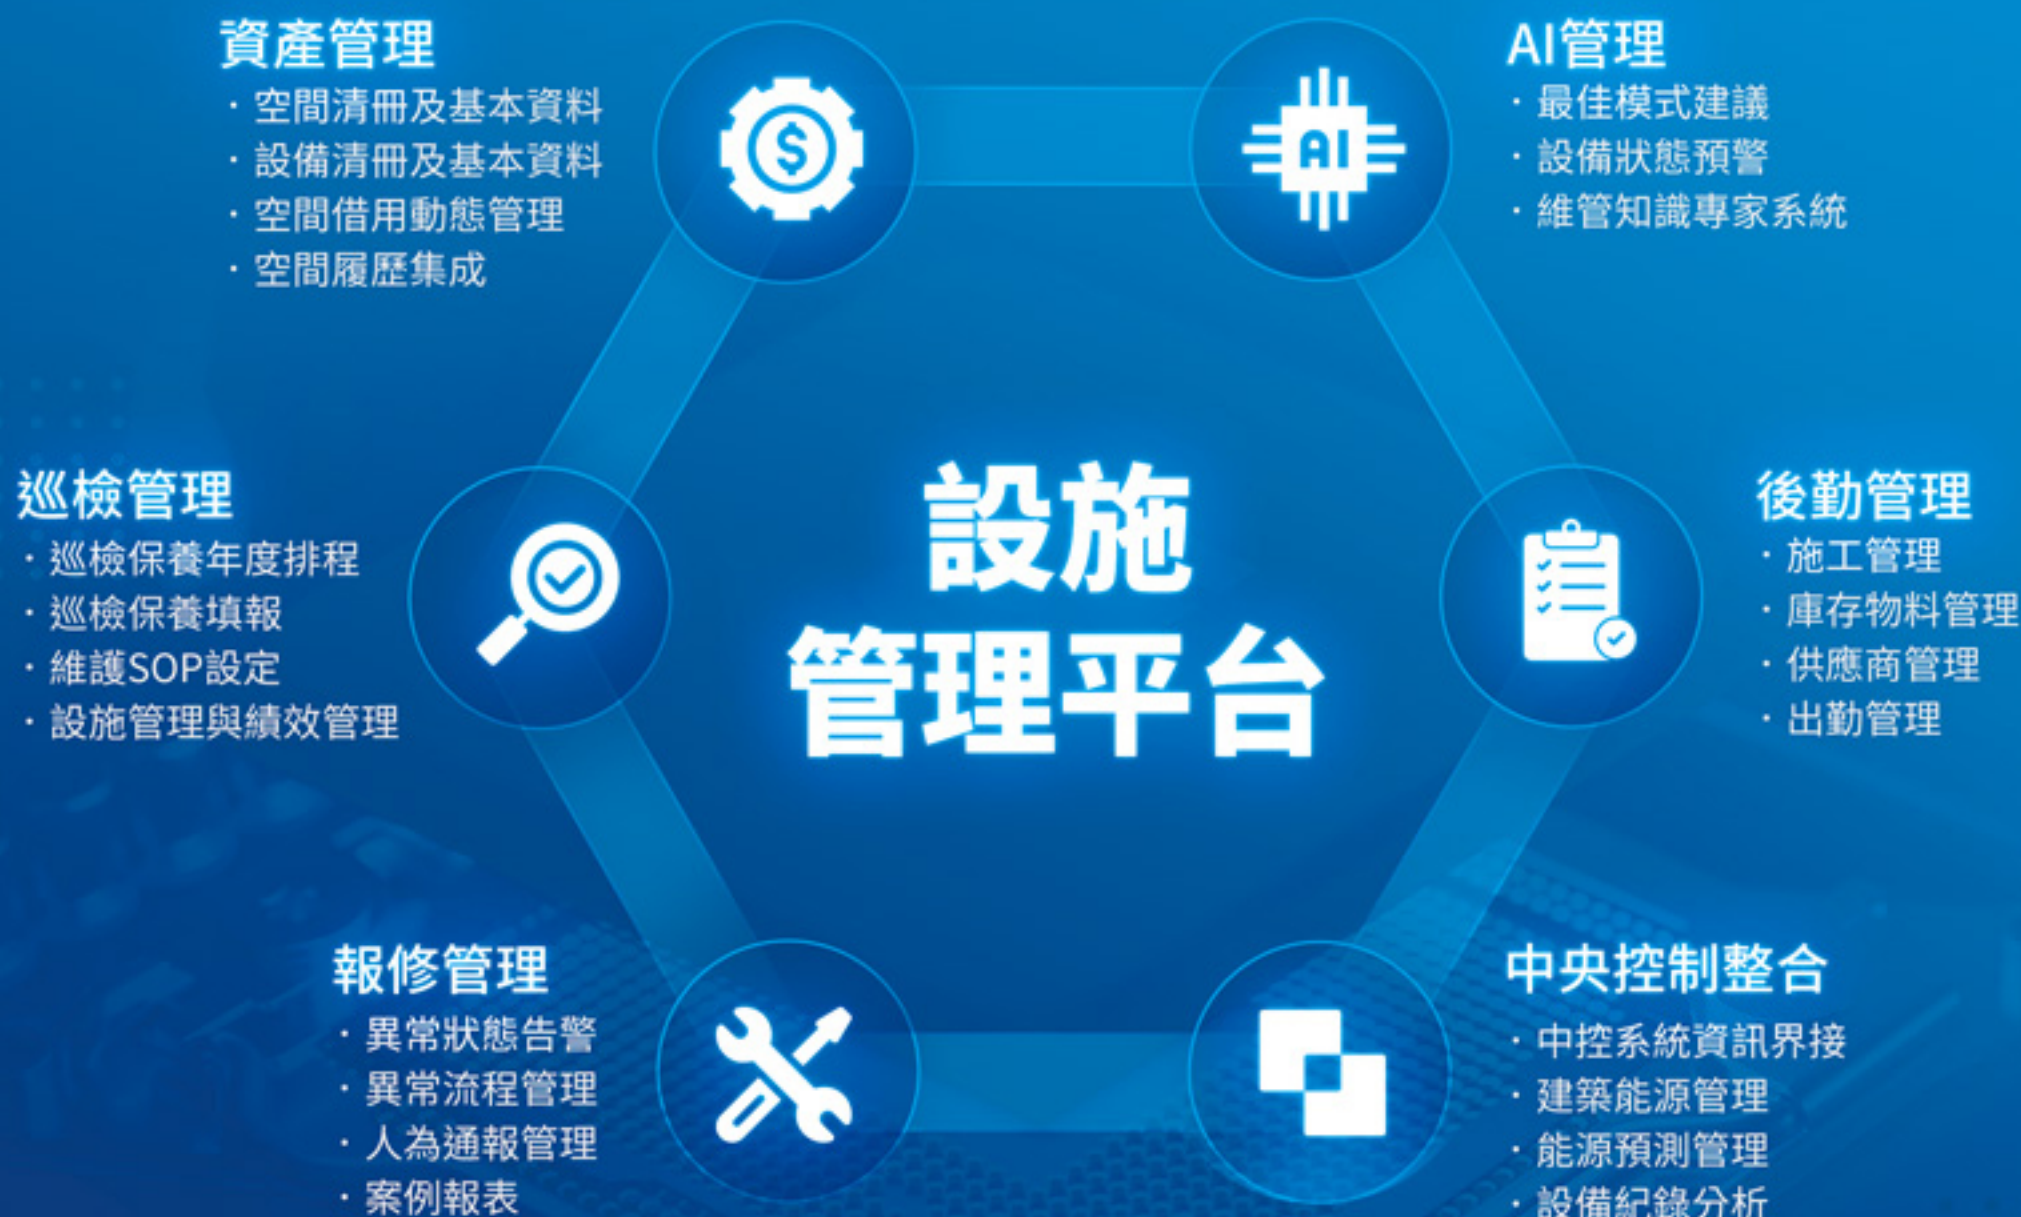 資產管理
·空間清冊及基本資料
·設備清冊及基本資料
·空間借用動態管理
·空間履歷集成
AI管理
·最佳模式建議
·設備狀態預警
·維管知識專家系統
AI
巡檢管理
·巡檢保養年度排程
·巡檢保養填報
·維護SOP設定
·設施管理與績效管理
設施
管理平台
後勤管理
·施工管理
·庫存物料管理
·供應商管理
·出勤管理
報修管理
·異常狀態告警
·異常流程管理
·人為通報管理
·案例報表
中央控制整合
·中控系統資訊界接
·建築能源管理
·能源預測管理
·設備紀錄分析